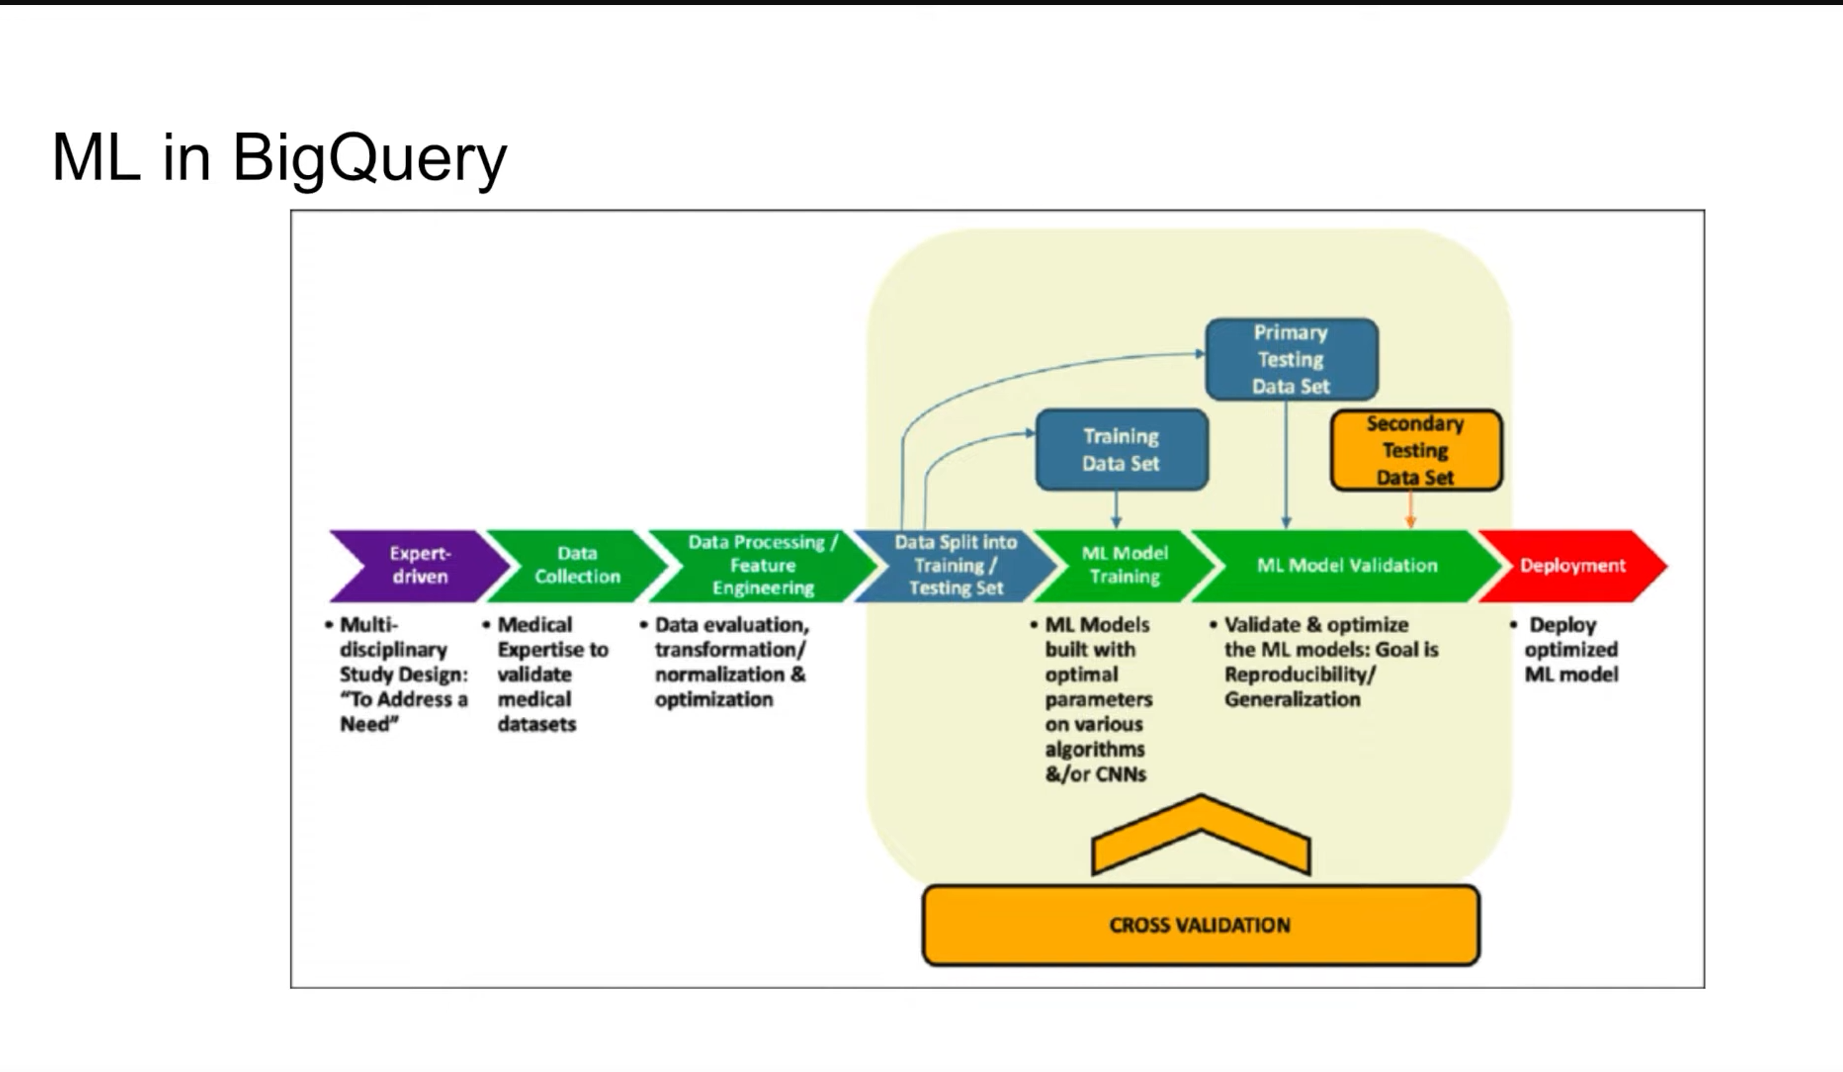 ML in BigQuery
Primary
Testing
Data Set
Training
Data Set
Secondary
Testing
Data Set
Expert-
driven
Data
Collection
Data Processing /
Feature
Engineering
Data Split into
Training /
Testing Set
ML Model
Training
ML Model Validation
Deployment
• Multi-
disciplinary
Study Design:
“To Address a
Need”
• Medical
Expertise to
validate
medical
datasets
• Data evaluation,
transformation/
normalization &
optimization
• ML Models
built with
optimal
parameters
on various
algorithms
&/or CNNs
• Validate & optimize
the ML models: Goal is
Reproducibility/
Generalization
• Deploy
optimized
ML model
CROSS VALIDATION